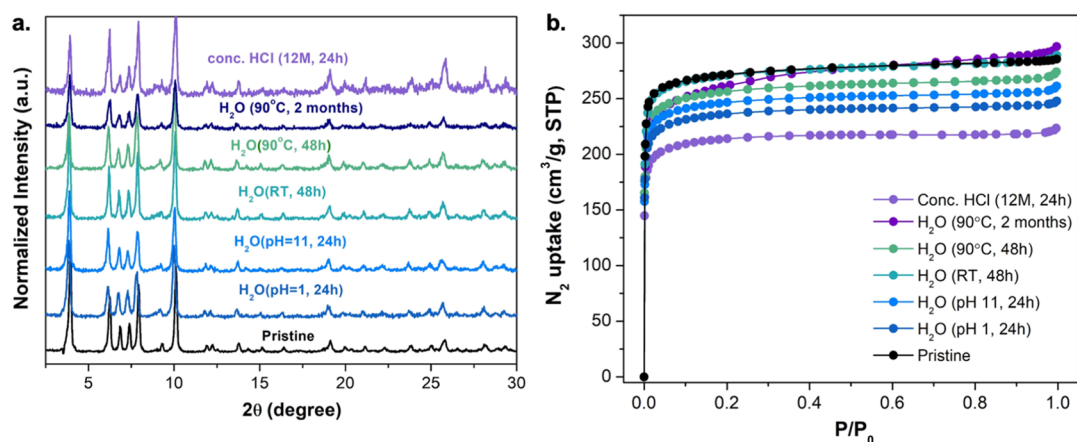 a.
Normalized Intensity (a.u.)
conc. HCl (12M, 24h)
H₂O (90°C, 2 months)
H₂O(90°C, 48h)
H₂O(RT, 48h)
H₂O(pH=11, 24h)
H₂O(pH=1, 24h)
Pristine
5 10 15 20 25 30
2θ (degree)
b.
N₂ uptake (cm³/g, STP)
300
250
200
150
100
50
0
Conc. HCl (12M, 24h)
H₂O (90°C, 2 months)
H₂O (90°C, 48h)
H₂O (RT, 48h)
H₂O (pH 11, 24h)
H₂O (pH 1, 24h)
Pristine
0.0 0.2 0.4 0.6 0.8 1.0
P/P₀